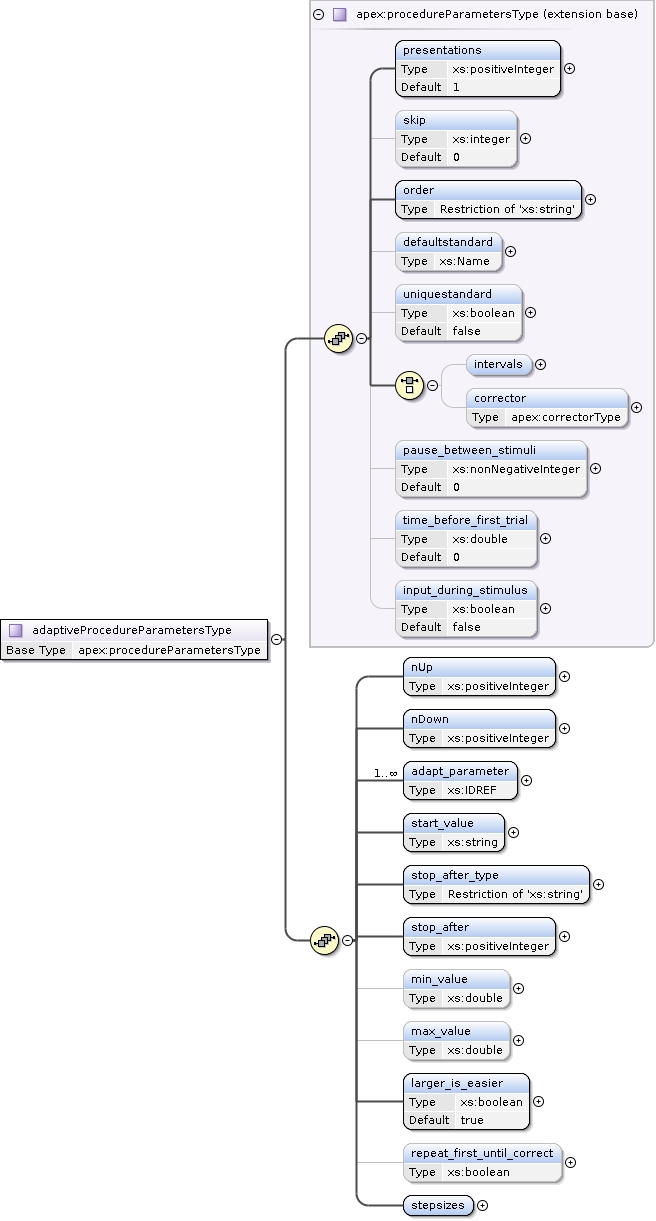 apex:procedureParametersType (extension base)
presentations
Type xs:positiveInteger
Default 1
skip
Type xs:integer
Default 0
order
Type Restriction of 'xs:string'
defaultstandard
Type xs:Name
uniquestandard
Type xs:boolean
Default false
intervals
corrector
Type apex:correctorType
pause_between_stimuli
Type xs:nonNegativeInteger
Default 0
time_before_first_trial
Type xs:double
Default 0
input_during_stimulus
Type xs:boolean
Default false
adaptiveProcedureParametersType
Base Type apex:procedureParametersType
nUp
Type xs:positiveInteger
nDown
Type xs:positiveInteger
1..∞
adapt_parameter
Type xs:IDREF
start_value
Type xs:string
stop_after_type
Type Restriction of 'xs:string'
stop_after
Type xs:positiveInteger
min_value
Type xs:double
max_value
Type xs:double
larger_is_easier
Type xs:boolean
Default true
repeat_first_until_correct
Type xs:boolean
stepsizes